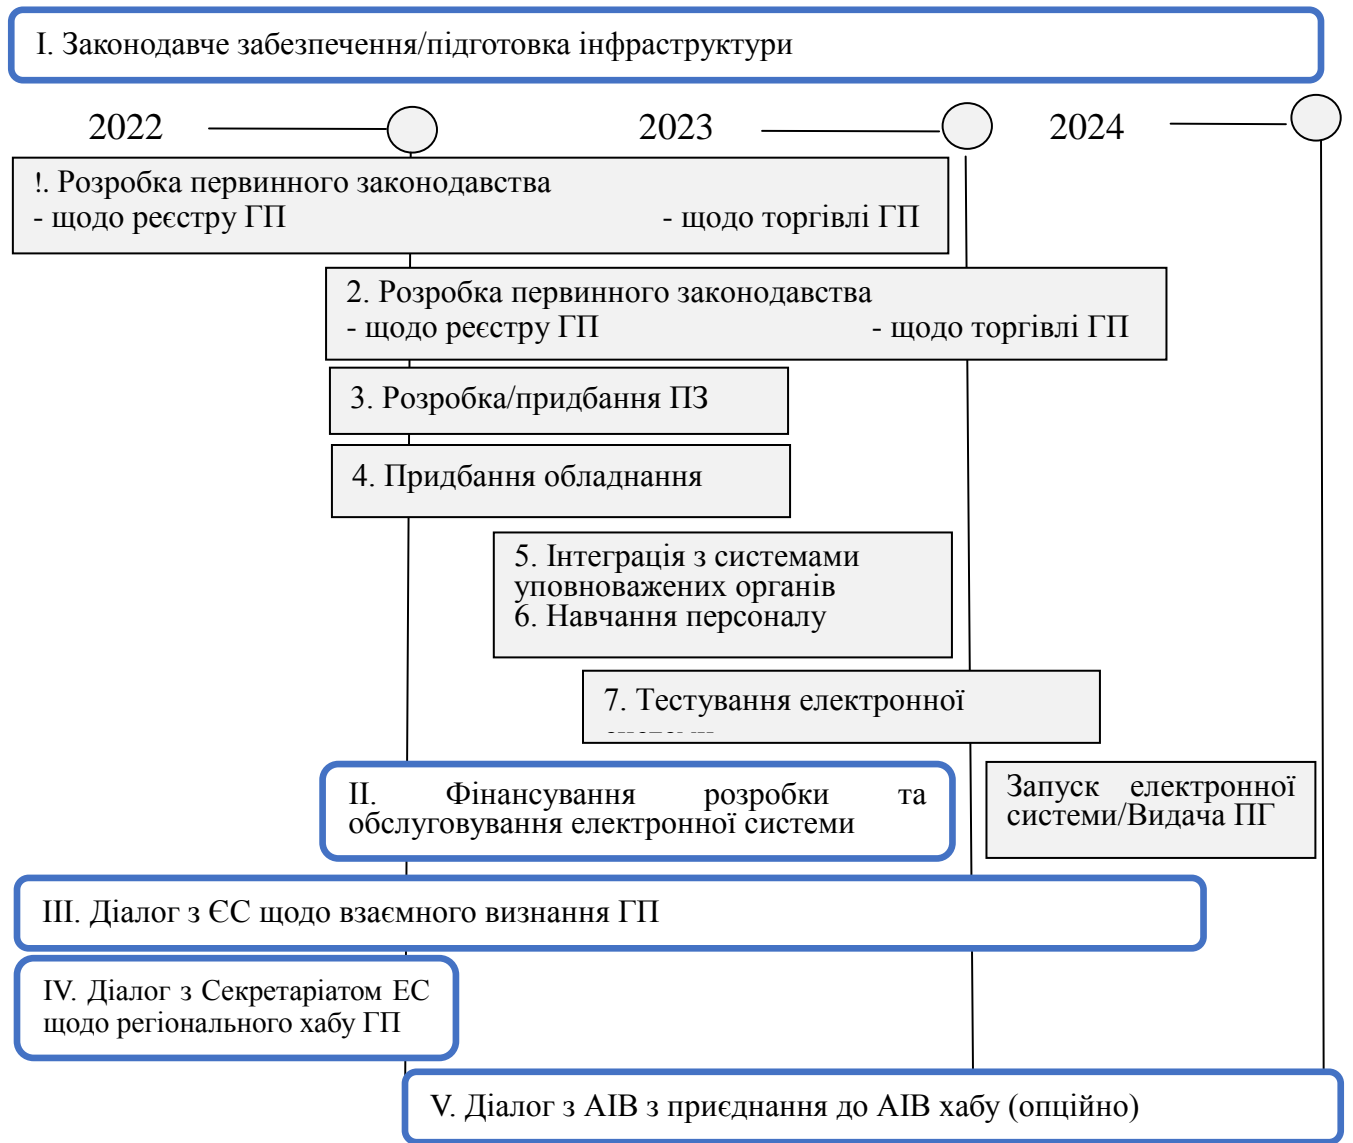 I. Законодавче забезпечення/підготовка інфраструктури
2022 2023 2024
!. Розробка первинного законодавства
- щодо реєстру ГП - щодо торгівлі ГП
2. Розробка первинного законодавства
- щодо реєстру ГП - щодо торгівлі ГП
3. Розробка/придбання ПЗ
4. Придбання обладнання
5. Інтеграція з системами
уповноважених органів
6. Навчання персоналу
7. Тестування електронної
II. Фінансування розробки та
обслуговування електронної системи
Запуск електронної
системи/Видача ПГ
III. Діалог з ЄС щодо взаємного визнання ГП
IV. Діалог з Секретаріатом ЕС
щодо регіонального хабу ГП
V. Діалог з АІВ з приєднання до АІВ хабу (опційно)